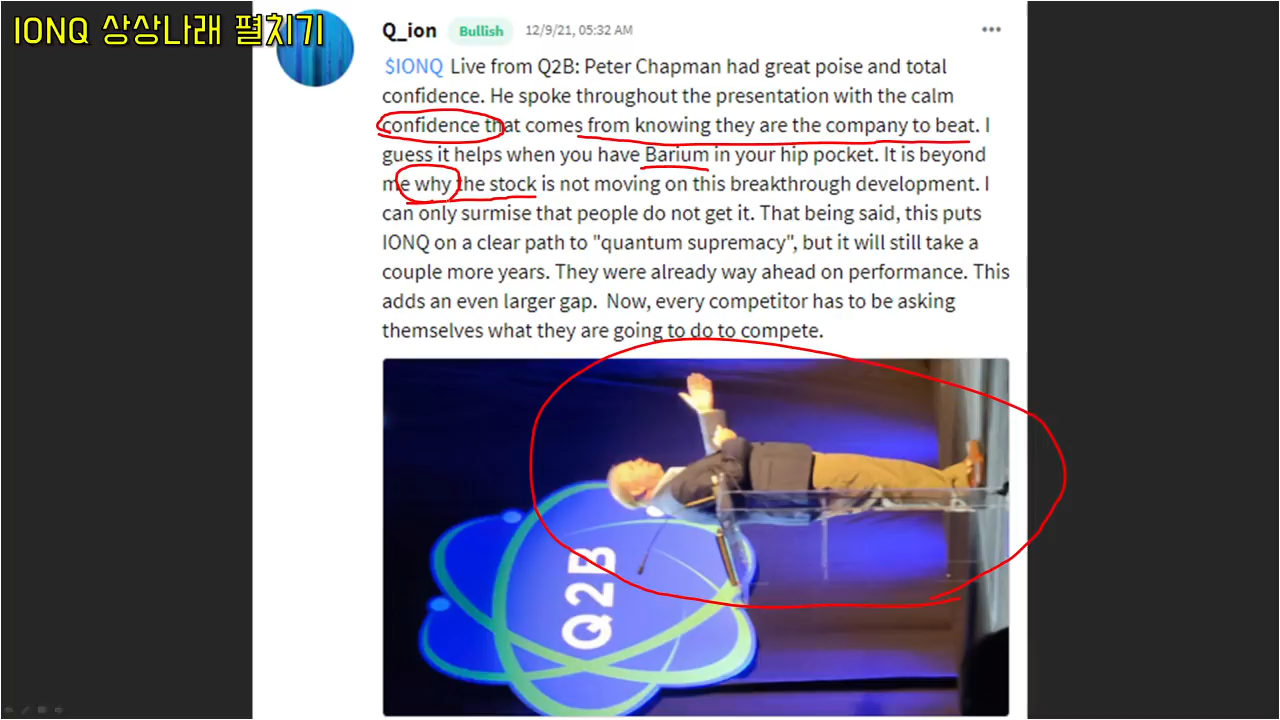 IONQ 상상나래 펼치기
Q_ion Bullish 12/9/21, 05:32 AM
$IONQ Live from Q2B: Peter Chapman had great poise and total
confidence. He spoke throughout the presentation with the calm
confidence that comes from knowing they are the company to beat. I
guess it helps when you have Barium in your hip pocket. It is beyond
me why the stock is not moving on this breakthrough development. I
can only surmise that people do not get it. That being said, this puts
IONQ on a clear path to "quantum supremacy", but it will still take a
couple more years. They were already way ahead on performance. This
adds an even larger gap.  Now, every competitor has to be asking
themselves what they are going to do to compete.
Q2B